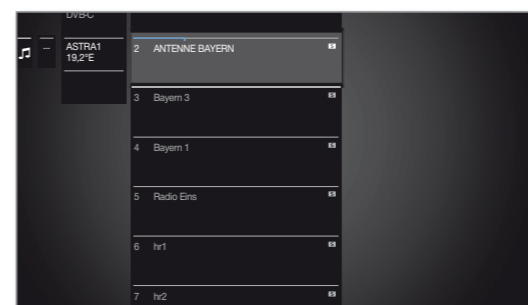 DVB-C
ASTRA1
19,2°E
2 ANTENNE BAYERN S
3 Bayern 3 S
4 Bayern 1 S
5 Radio Eins S
6 hr1 S
7 hr2 S